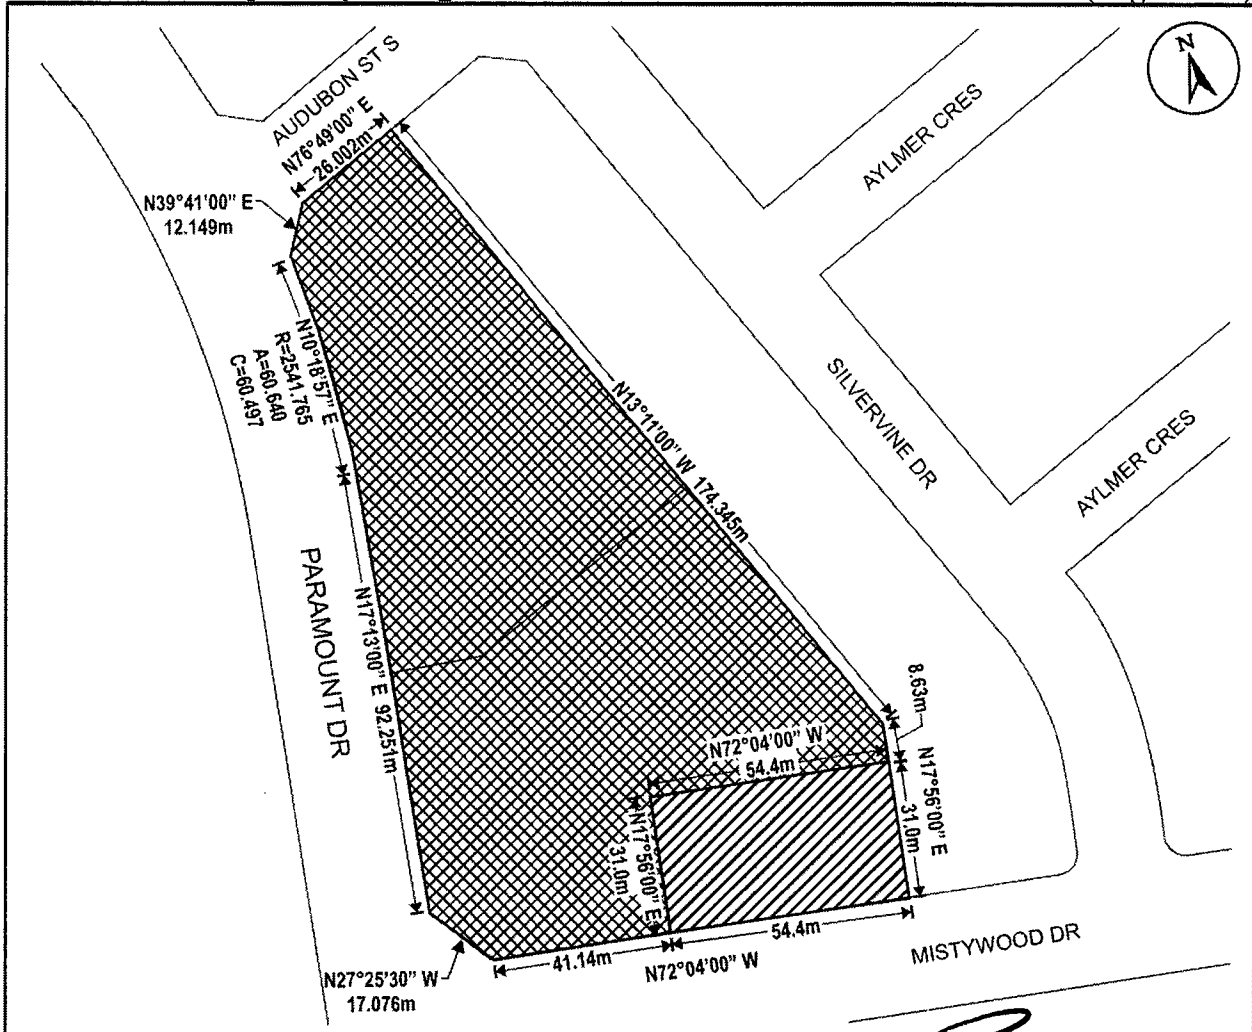 N
AUDUBON ST S
N76°49'00" E
26.002m
AYLMER CRES
N39°41'00" E
12.149m
N10°18'57" E
R=2541.765
A=60.640
C=60.497
N13°11'00" W 174.345m
SILVERVINE DR
AYLMER CRES
PARAMOUNT DR
N17°13'00" E 92.251m
8.63m
N72°04'00" W
54.4m
N17°56'00" E
31.0m
N17°56'00" E
31.0m
54.4m
41.14m
N72°04'00" W
MISTYWOOD DR
N27°25'30" W
17.076m